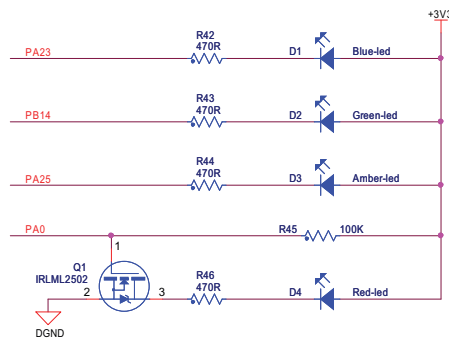 +3V3
R42
470R
PA23
D1
Blue-led
R43
470R
PB14
D2
Green-led
R44
470R
PA25
D3
Amber-led
PA0
R45
100K
1
Q1
IRLML2502
2
3
R46
470R
D4
Red-led
DGND